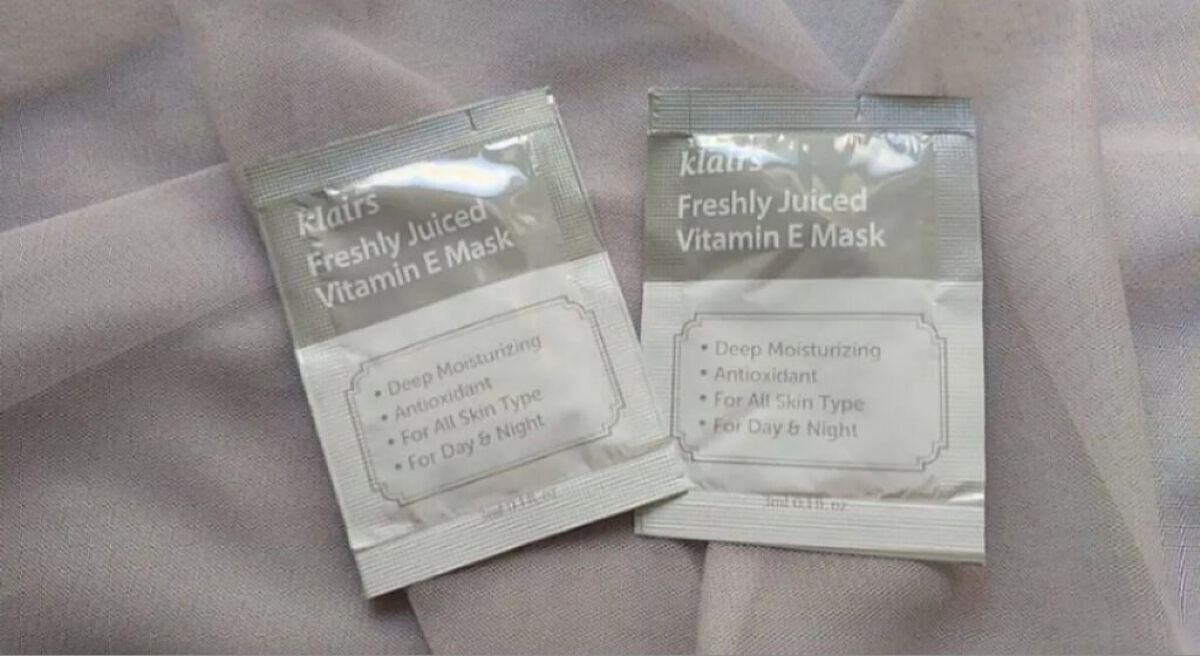 klairs
Freshly Juiced
Vitamin E Mask
• Deep Moisturizing
• Antioxidant
• For All Skin Type
• For Day & Night
klairs
Freshly Juiced
Vitamin E Mask
• Deep Moisturizing
• Antioxidant
• For All Skin Type
• For Day & Night